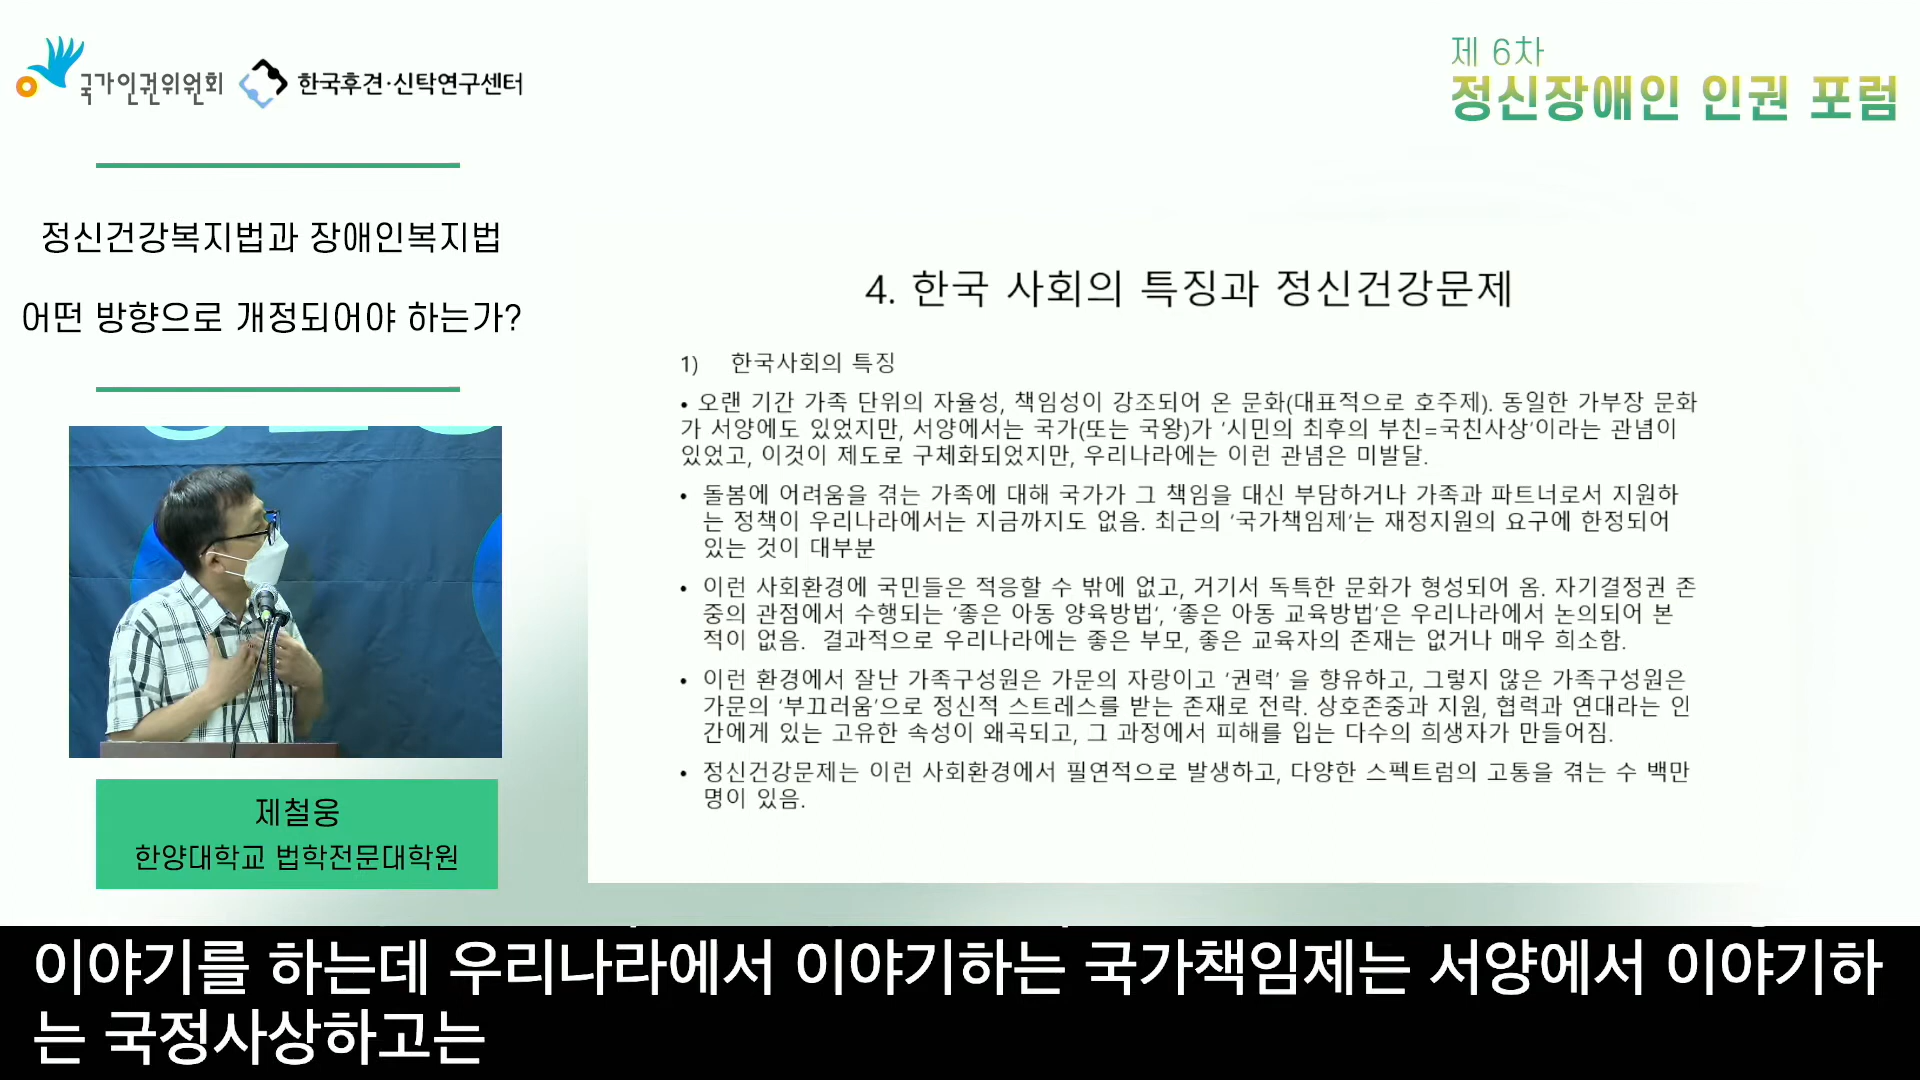 국가인권위원회
한국후견·신탁연구센터
제 6차
정신장애인 인권 포럼
정신건강복지법과 장애인복지법
어떤 방향으로 개정되어야 하는가?
4. 한국 사회의 특징과 정신건강문제
1) 한국사회의 특징
• 오랜 기간 가족 단위의 자율성, 책임성이 강조되어 온 문화(대표적으로 호주제). 동일한 가부장 문화
가 서양에도 있었지만, 서양에서는 국가(또는 국왕)가 ‘시민의 최후의 부친=국친사상’이라는 관념이
있었고, 이것이 제도로 구체화되었지만, 우리나라에는 이런 관념은 미발달.
• 돌봄에 어려움을 겪는 가족에 대해 국가가 그 책임을 대신 부담하거나 가족과 파트너로서 지원하
는 정책이 우리나라에서는 지금까지도 없음. 최근의 ‘국가책임제’는 재정지원의 요구에 한정되어
있는 것이 대부분
• 이런 사회환경에 국민들은 적응할 수 밖에 없고, 거기서 독특한 문화가 형성되어 옴. 자기결정권 존
중의 관점에서 수행되는 ‘좋은 아동 양육방법’, ‘좋은 아동 교육방법’은 우리나라에서 논의되어 본
적이 없음. 결과적으로 우리나라에는 좋은 부모, 좋은 교육자의 존재는 없거나 매우 희소함.
• 이런 환경에서 잘난 가족구성원은 가문의 자랑이고 ‘권력’ 을 향유하고, 그렇지 않은 가족구성원은
가문의 ‘부끄러움’으로 정신적 스트레스를 받는 존재로 전락. 상호존중과 지원, 협력과 연대라는 인
간에게 있는 고유한 속성이 왜곡되고, 그 과정에서 피해를 입는 다수의 희생자가 만들어짐.
• 정신건강문제는 이런 사회환경에서 필연적으로 발생하고, 다양한 스펙트럼의 고통을 겪는 수 백만
명이 있음.
제철웅
한양대학교 법학전문대학원
이야기를 하는데 우리나라에서 이야기하는 국가책임제는 서양에서 이야기하
는 국정사상하고는